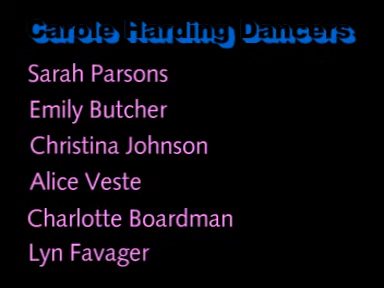 Carole Harding Dancers
Sarah Parsons
Emily Butcher
Christina Johnson
Alice Veste
Charlotte Boardman
Lyn Favager